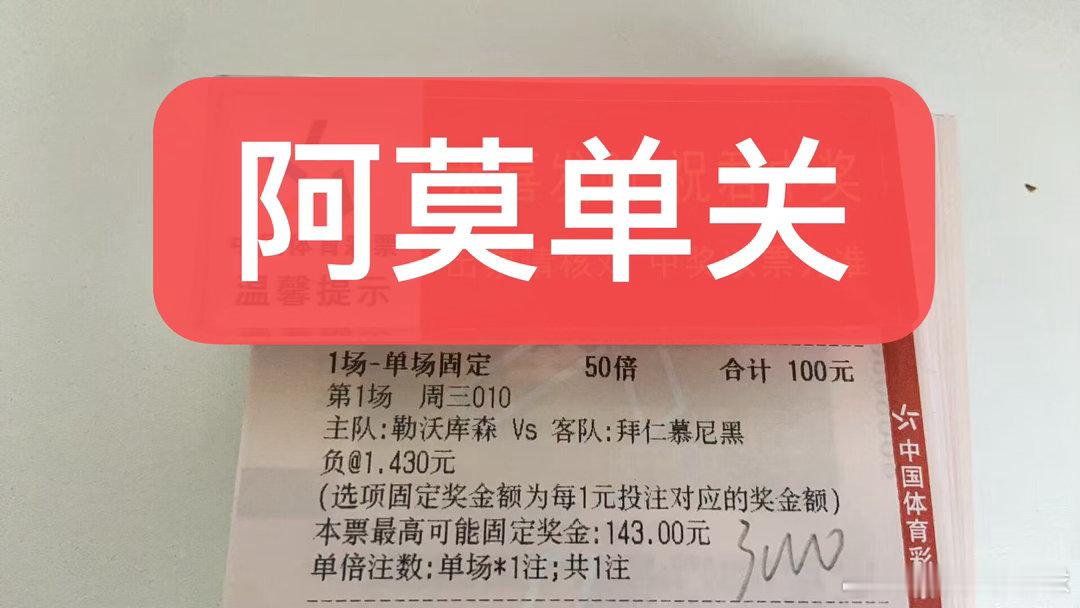 阿莫单关
温馨提示
1场-单场固定 50倍 合计 100元
第1场 周三010
主队:勒沃库森 Vs 客队:拜仁慕尼黑
负@1.430元
(选项固定奖金额为每1元投注对应的奖金额)
本票最高可能固定奖金:143.00元
单倍注数:单场*1注;共1注
3000
中国体育彩